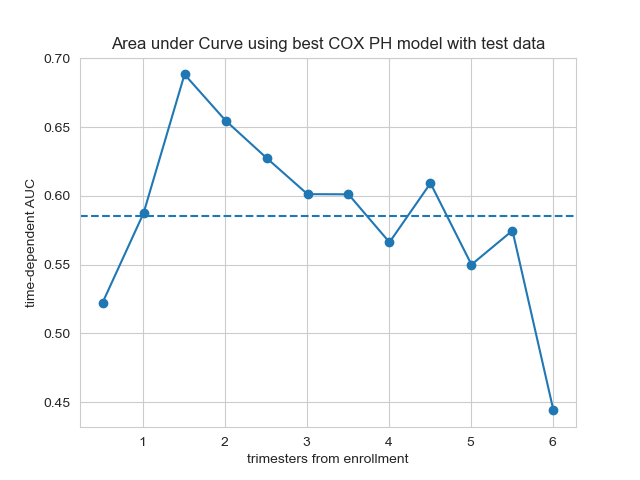 Area under Curve using best COX PH model with test data
0.70
0.65
0.60
0.55
0.50
0.45
time-dependent AUC
1 2 3 4 5 6
trimesters from enrollment